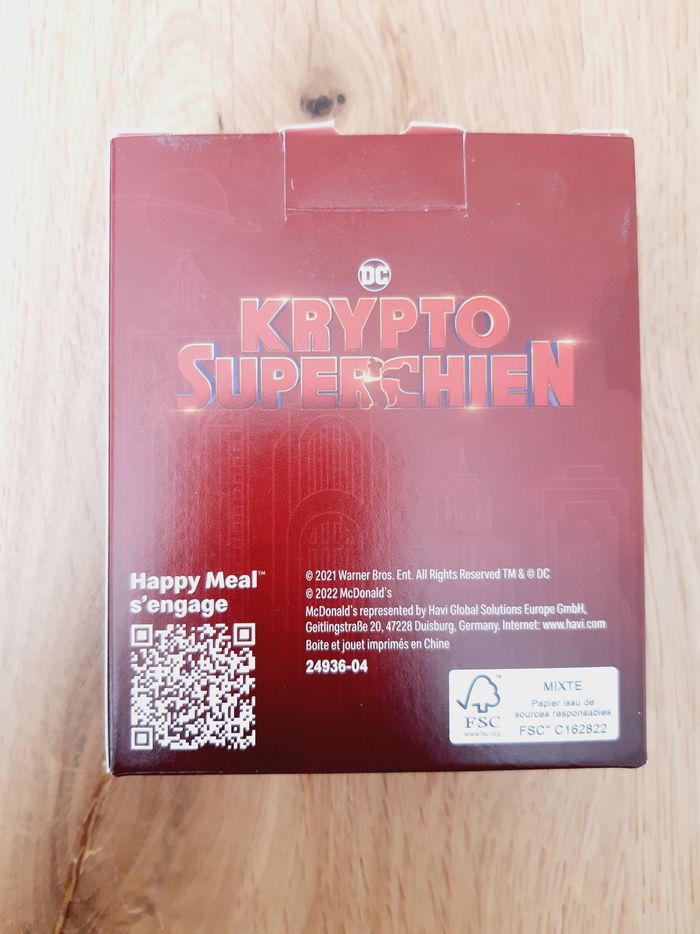 DC
KRYPTO
SUPERCHIEN
Happy Meal™
s'engage
© 2021 Warner Bros. Ent. All Rights Reserved TM & © DC
© 2022 McDonald's
McDonald's represented by Havi Global Solutions Europe GmbH,
Geitlingstraße 20, 47228 Duisburg, Germany. Internet: www.havi.com
Boite et jouet imprimés en Chine
24936-04
FSC
www.fsc.org
MIXTE
Papier issu de
sources responsables
FSC™ C162822